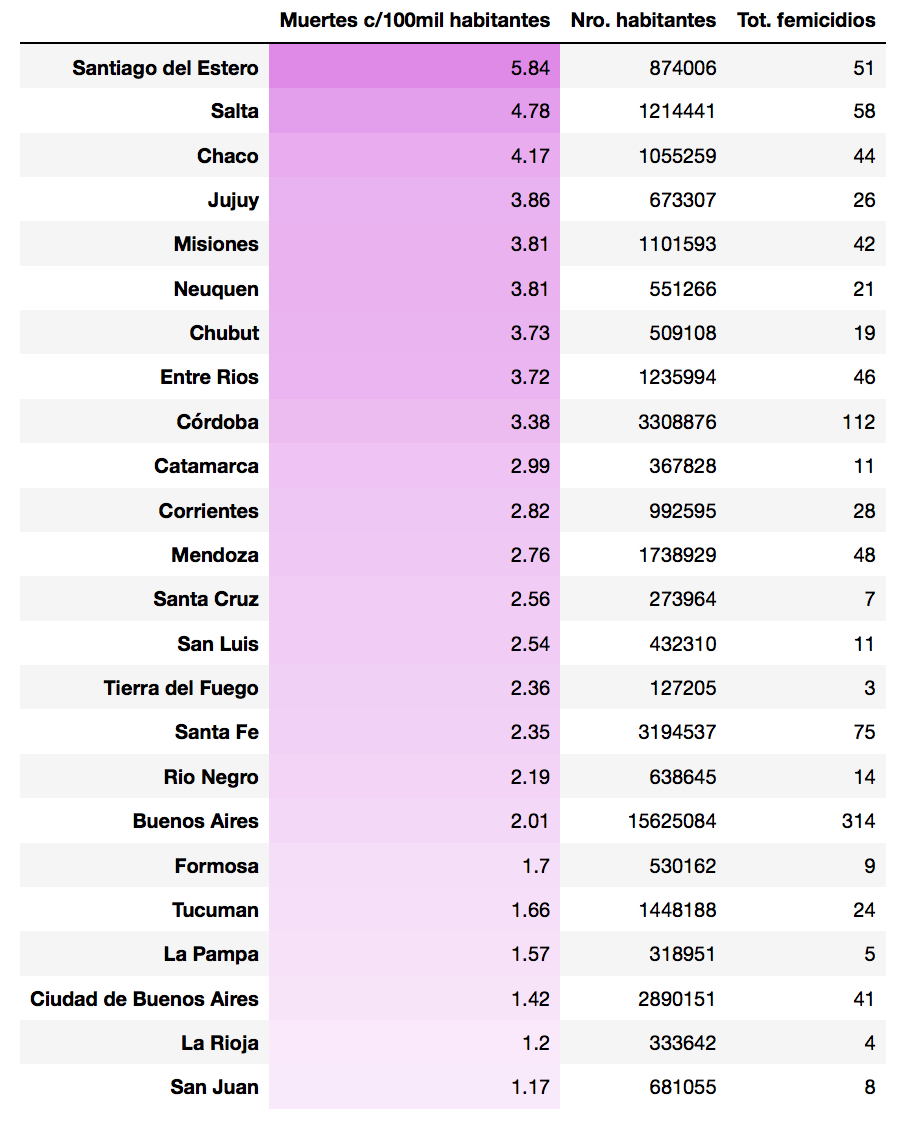 Muertes c/100mil habitantes Nro. habitantes Tot. femicidios
Santiago del Estero 5.84 874006 51
Salta 4.78 1214441 58
Chaco 4.17 1055259 44
Jujuy 3.86 673307 26
Misiones 3.81 1101593 42
Neuquen 3.81 551266 21
Chubut 3.73 509108 19
Entre Rios 3.72 1235994 46
Córdoba 3.38 3308876 112
Catamarca 2.99 367828 11
Corrientes 2.82 992595 28
Mendoza 2.76 1738929 48
Santa Cruz 2.56 273964 7
San Luis 2.54 432310 11
Tierra del Fuego 2.36 127205 3
Santa Fe 2.35 3194537 75
Rio Negro 2.19 638645 14
Buenos Aires 2.01 15625084 314
Formosa 1.7 530162 9
Tucuman 1.66 1448188 24
La Pampa 1.57 318951 5
Ciudad de Buenos Aires 1.42 2890151 41
La Rioja 1.2 333642 4
San Juan 1.17 681055 8